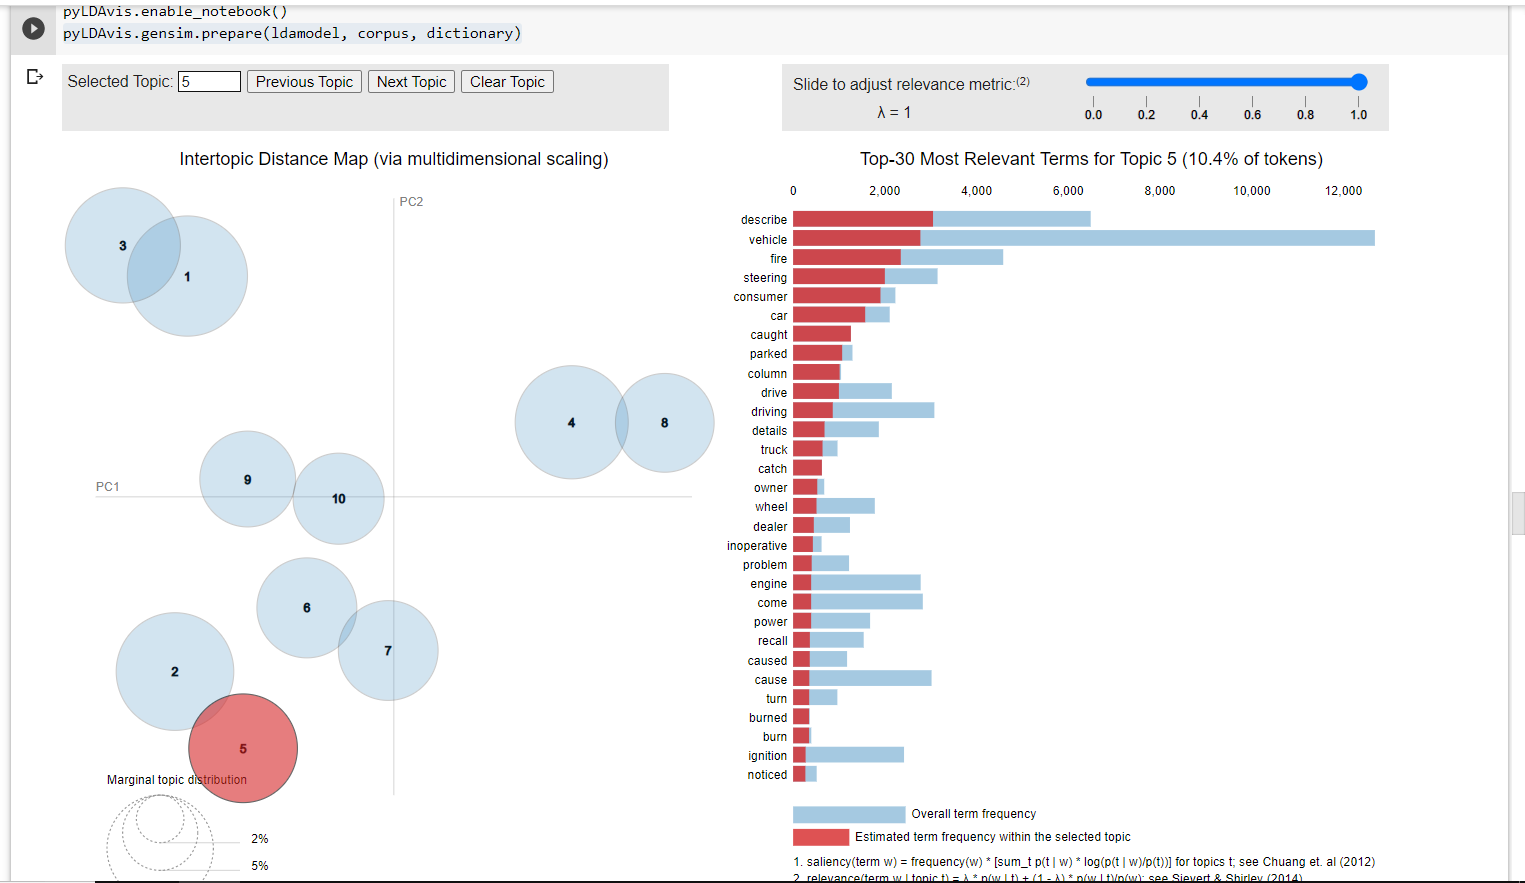 pyLDAvis.enable_notebook()
pyLDAvis.gensim.prepare(ldamodel, corpus, dictionary)
Selected Topic: 5 Previous Topic Next Topic Clear Topic
Slide to adjust relevance metric:(2)
λ = 1
0.0 0.2 0.4 0.6 0.8 1.0
Intertopic Distance Map (via multidimensional scaling)
PC2
PC1
3
1
4
8
9
10
6
7
2
5
Marginal topic distribution
2%
5%
Top-30 Most Relevant Terms for Topic 5 (10.4% of tokens)
0 2,000 4,000 6,000 8,000 10,000 12,000
describe
vehicle
fire
steering
consumer
car
caught
parked
column
drive
driving
details
truck
catch
owner
wheel
dealer
inoperative
problem
engine
come
power
recall
caused
cause
turn
burned
burn
ignition
noticed
Overall term frequency
Estimated term frequency within the selected topic
1. saliency(term w) = frequency(w) * [sum_t p(t | w) * log(p(t | w)/p(t))] for topics t; see Chuang et. al (2012)
2. relevance(term w | topic t) = λ * p(w | t) + (1 - λ) * p(w | t)/p(w); see Sievert & Shirley (2014)